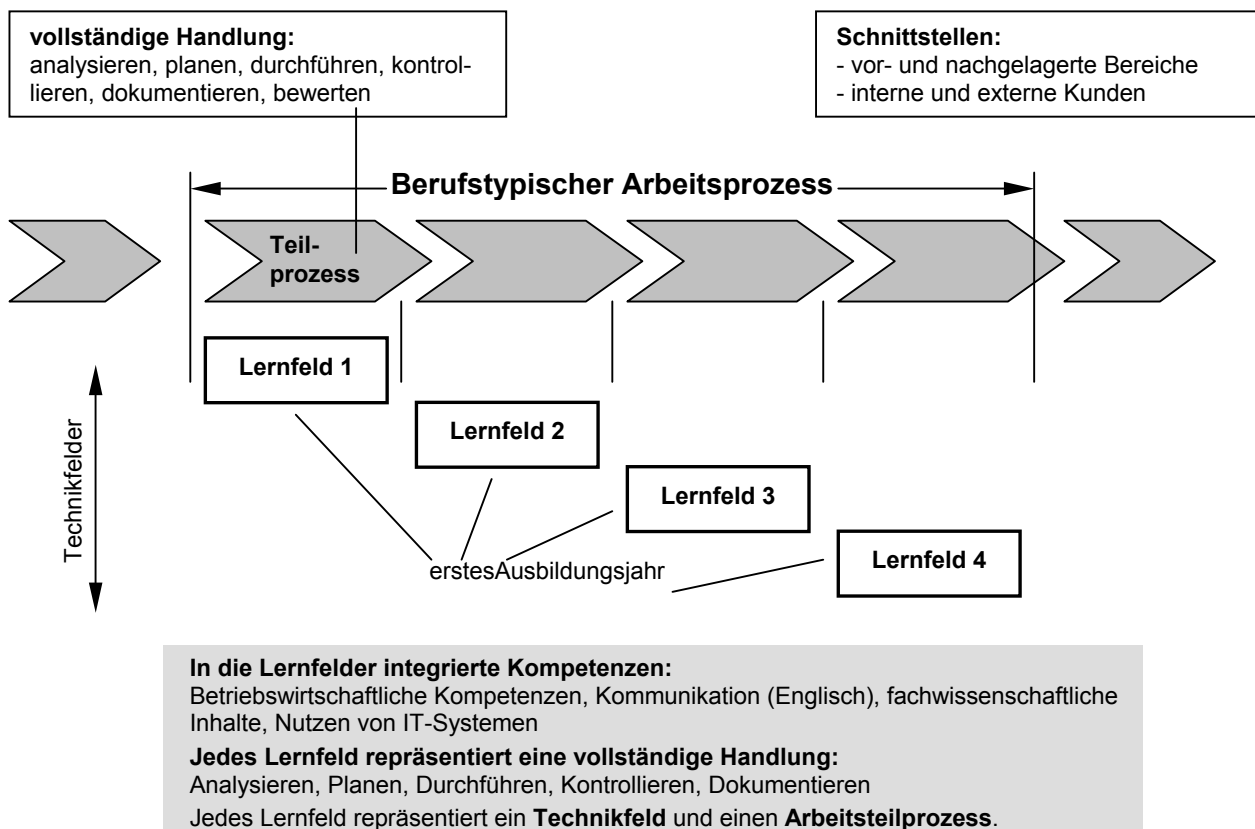 vollständige Handlung:
analysieren, planen, durchführen, kontrol-
lieren, dokumentieren, bewerten
Schnittstellen:
- vor- und nachgelagerte Bereiche
- interne und externe Kunden
Berufstypischer Arbeitsprozess
Teil-
prozess
Lernfeld 1
Lernfeld 2
Lernfeld 3
Lernfeld 4
Technikfelder
erstesAusbildungsjahr
In die Lernfelder integrierte Kompetenzen:
Betriebswirtschaftliche Kompetenzen, Kommunikation (Englisch), fachwissenschaftliche
Inhalte, Nutzen von IT-Systemen
Jedes Lernfeld repräsentiert eine vollständige Handlung:
Analysieren, Planen, Durchführen, Kontrollieren, Dokumentieren
Jedes Lernfeld repräsentiert ein Technikfeld und einen Arbeitsteilprozess.